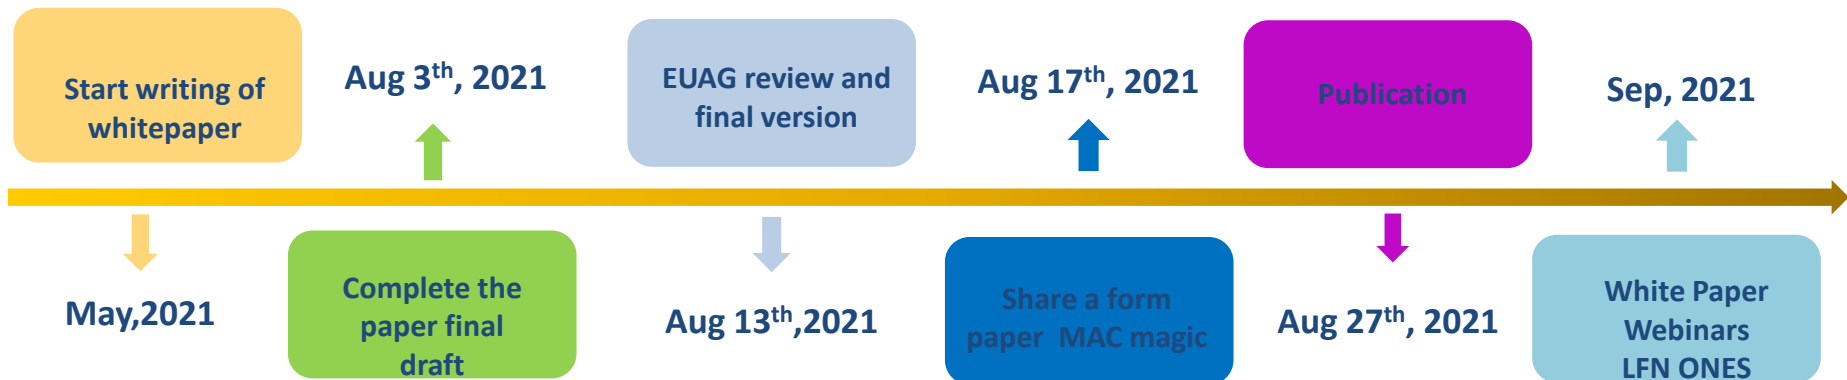 Start writing of
whitepaper
May,2021
Aug 3th, 2021
Complete the
paper final
draft
EUAG review and
final version
Aug 13th,2021
Aug 17th, 2021
Share a form
paper MAC magic
Publication
Aug 27th, 2021
Sep, 2021
White Paper
Webinars
LFN ONES